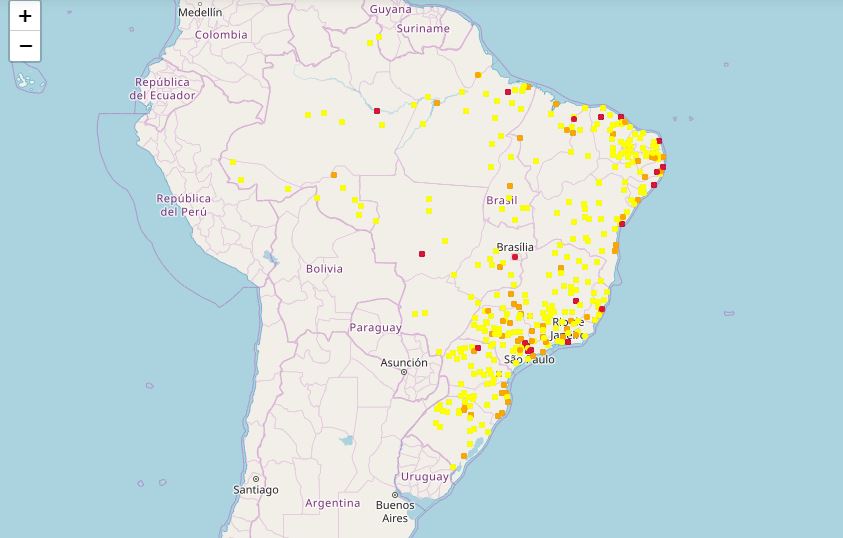 +
−
Medellín
Colombia
Guyana
Suriname
República
del Ecuador
República
del Perú
Brasil
Brasília
Bolivia
Paraguay
Rio de
Janeiro
São Paulo
Asunción
Santiago
Argentina
Uruguay
Buenos
Aires